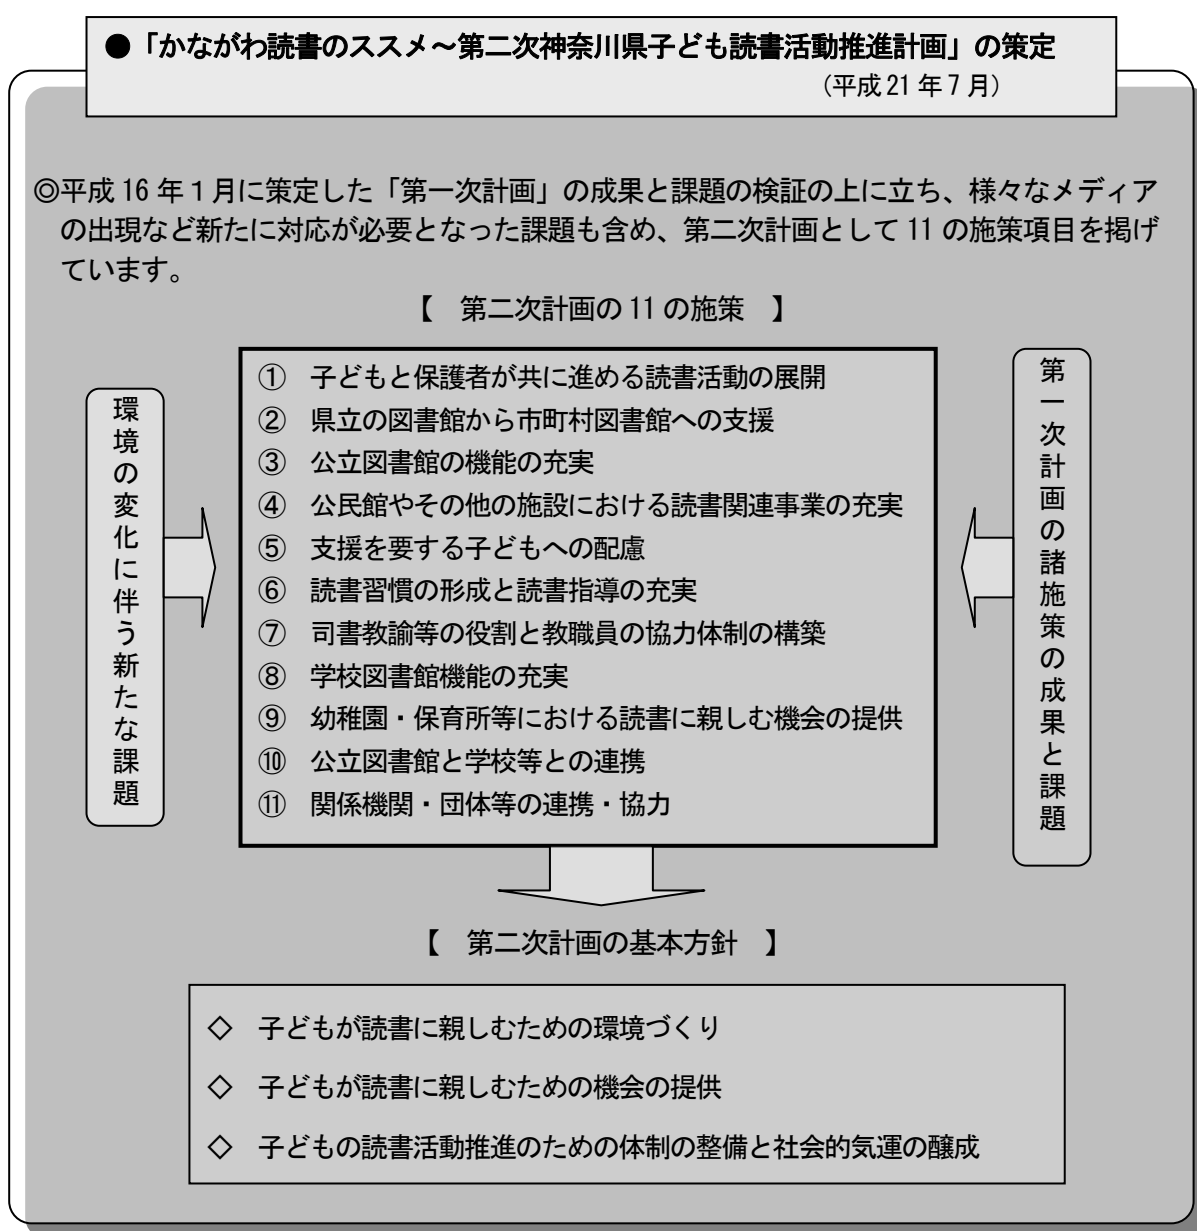 ●「かながわ読書のススメ～第二次神奈川県子ども読書活動推進計画」の策定
（平成21年7月）
◎平成16年１月に策定した「第一次計画」の成果と課題の検証の上に立ち、様々なメディア
の出現など新たに対応が必要となった課題も含め、第二次計画として11の施策項目を掲げ
ています。
【　第二次計画の11の施策　】
環境の変化に伴う新たな課題
① 子どもと保護者が共に進める読書活動の展開
② 県立の図書館から市町村図書館への支援
③ 公立図書館の機能の充実
④ 公民館やその他の施設における読書関連事業の充実
⑤ 支援を要する子どもへの配慮
⑥ 読書習慣の形成と読書指導の充実
⑦ 司書教諭等の役割と教職員の協力体制の構築
⑧ 学校図書館機能の充実
⑨ 幼稚園・保育所等における読書に親しむ機会の提供
⑩ 公立図書館と学校等との連携
⑪ 関係機関・団体等の連携・協力
第一次計画の諸施策の成果と課題
【　第二次計画の基本方針　】
◇ 子どもが読書に親しむための環境づくり
◇ 子どもが読書に親しむための機会の提供
◇ 子どもの読書活動推進のための体制の整備と社会的気運の醸成